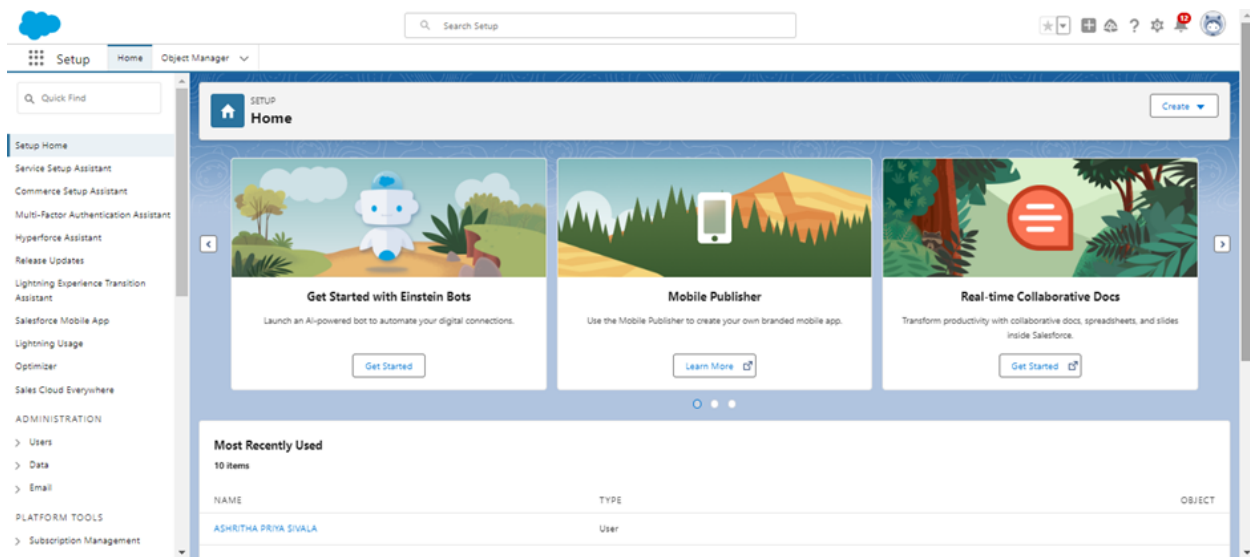 Search Setup
12
Setup
Home
Object Manager
Quick Find
Setup Home
Service Setup Assistant
Commerce Setup Assistant
Multi-Factor Authentication Assistant
Hyperforce Assistant
Release Updates
Lightning Experience Transition
Assistant
Salesforce Mobile App
Lightning Usage
Optimizer
Sales Cloud Everywhere
ADMINISTRATION
Users
Data
Email
PLATFORM TOOLS
Subscription Management
SETUP
Home
Create
Get Started with Einstein Bots
Launch an AI-powered bot to automate your digital connections.
Get Started
Mobile Publisher
Use the Mobile Publisher to create your own branded mobile app.
Learn More
Real-time Collaborative Docs
Transform productivity with collaborative docs, spreadsheets, and slides
inside Salesforce.
Get Started
Most Recently Used
10 items
NAME TYPE OBJECT
ASHRITHA PRIYA SIVALA User